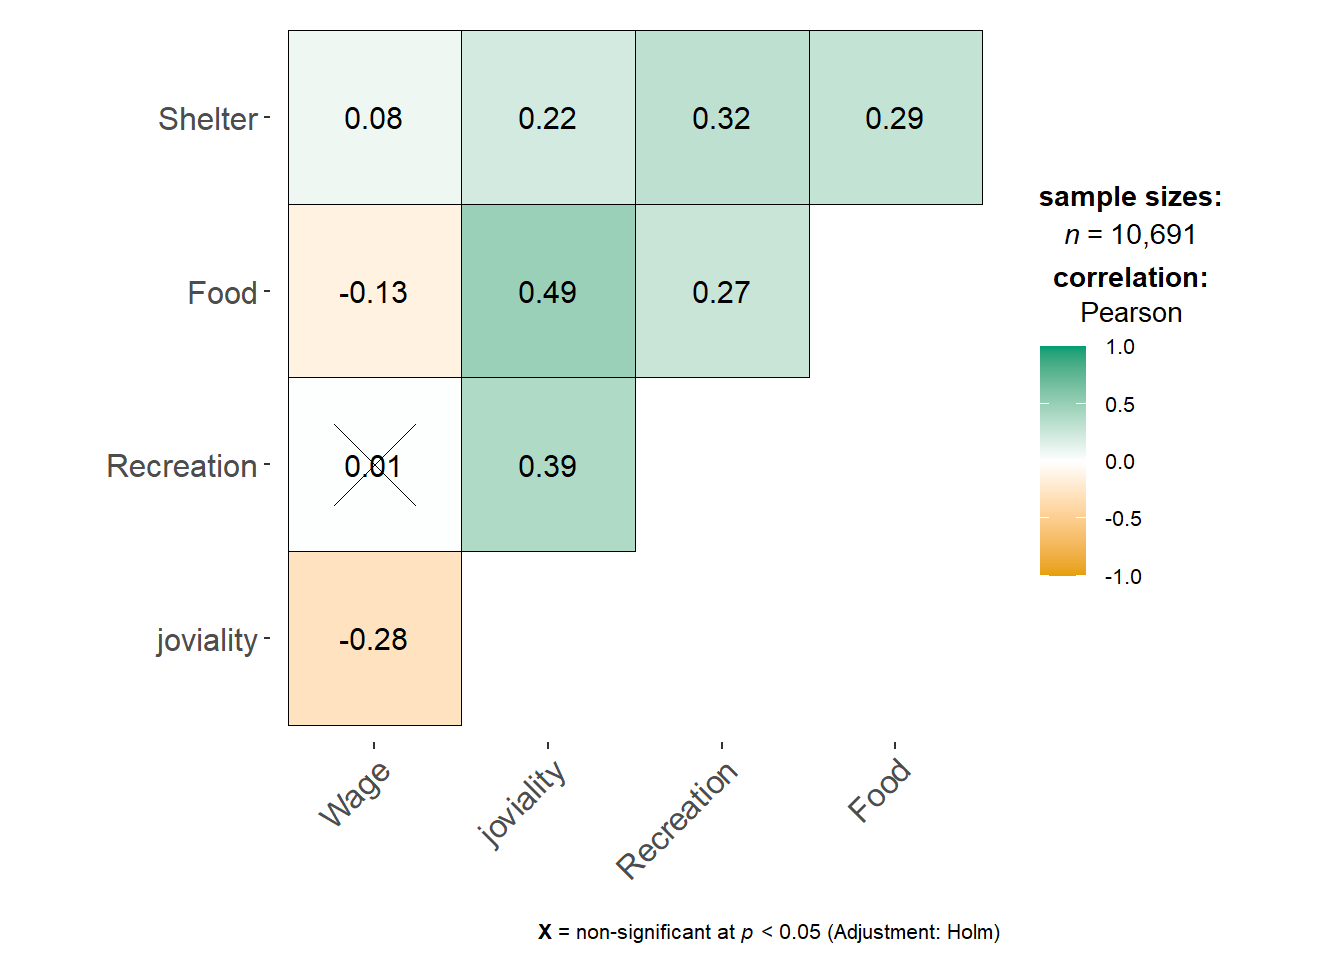 Shelter 0.08 0.22 0.32 0.29
Food -0.13 0.49 0.27
Recreation 0.01 0.39
joviality -0.28
Wage joviality Recreation Food
sample sizes:
n = 10,691
correlation:
Pearson
1.0
0.5
0.0
-0.5
-1.0
X = non-significant at p < 0.05 (Adjustment: Holm)